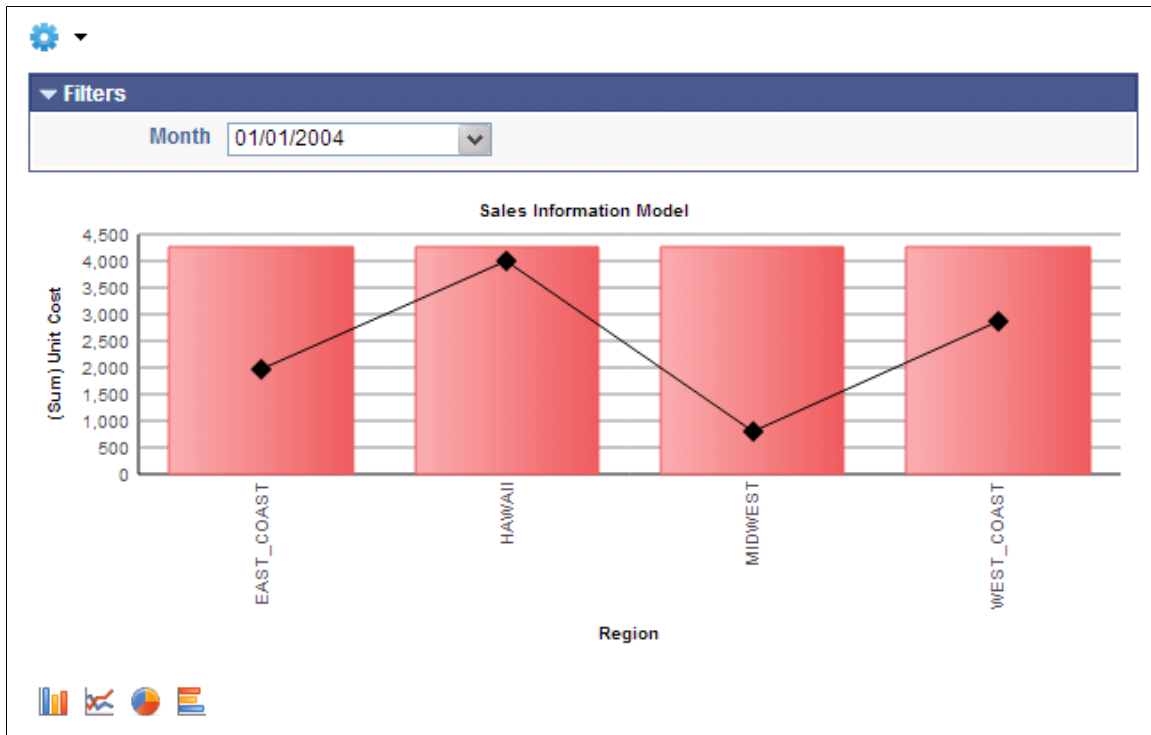 Filters
Month 01/01/2004
Sales Information Model
(Sum) Unit Cost
4,500
4,000
3,500
3,000
2,500
2,000
1,500
1,000
500
0
EAST_COAST
HAWAII
MIDWEST
WEST_COAST
Region